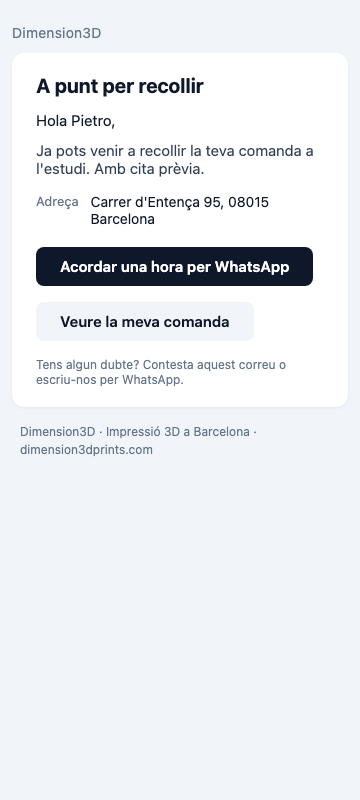 Dimension3D
A punt per recollir
Hola Pietro,
Ja pots venir a recollir la teva comanda a
l'estudi. Amb cita prèvia.
Adreça Carrer d'Entença 95, 08015
Barcelona
Acordar una hora per WhatsApp
Veure la meva comanda
Tens algun dubte? Contesta aquest correu o
escriu-nos per WhatsApp.
Dimension3D · Impressió 3D a Barcelona ·
dimension3dprints.com